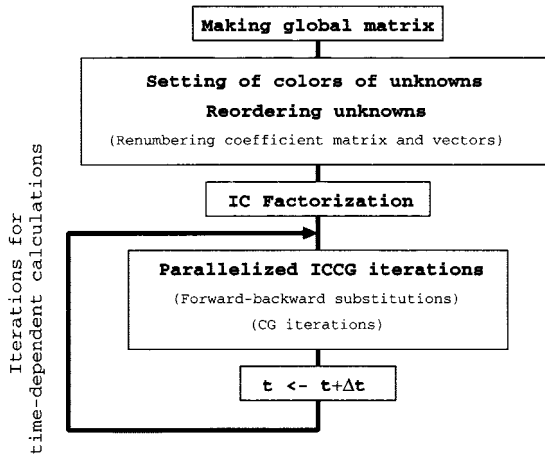 Making global matrix
Setting of colors of unknowns
Reordering unknowns
(Renumbering coefficient matrix and vectors)
IC Factorization
Parallelized ICCG iterations
(Forward-backward substitutions)
(CG iterations)
t <- t+Δt
Iterations for
time-dependent calculations